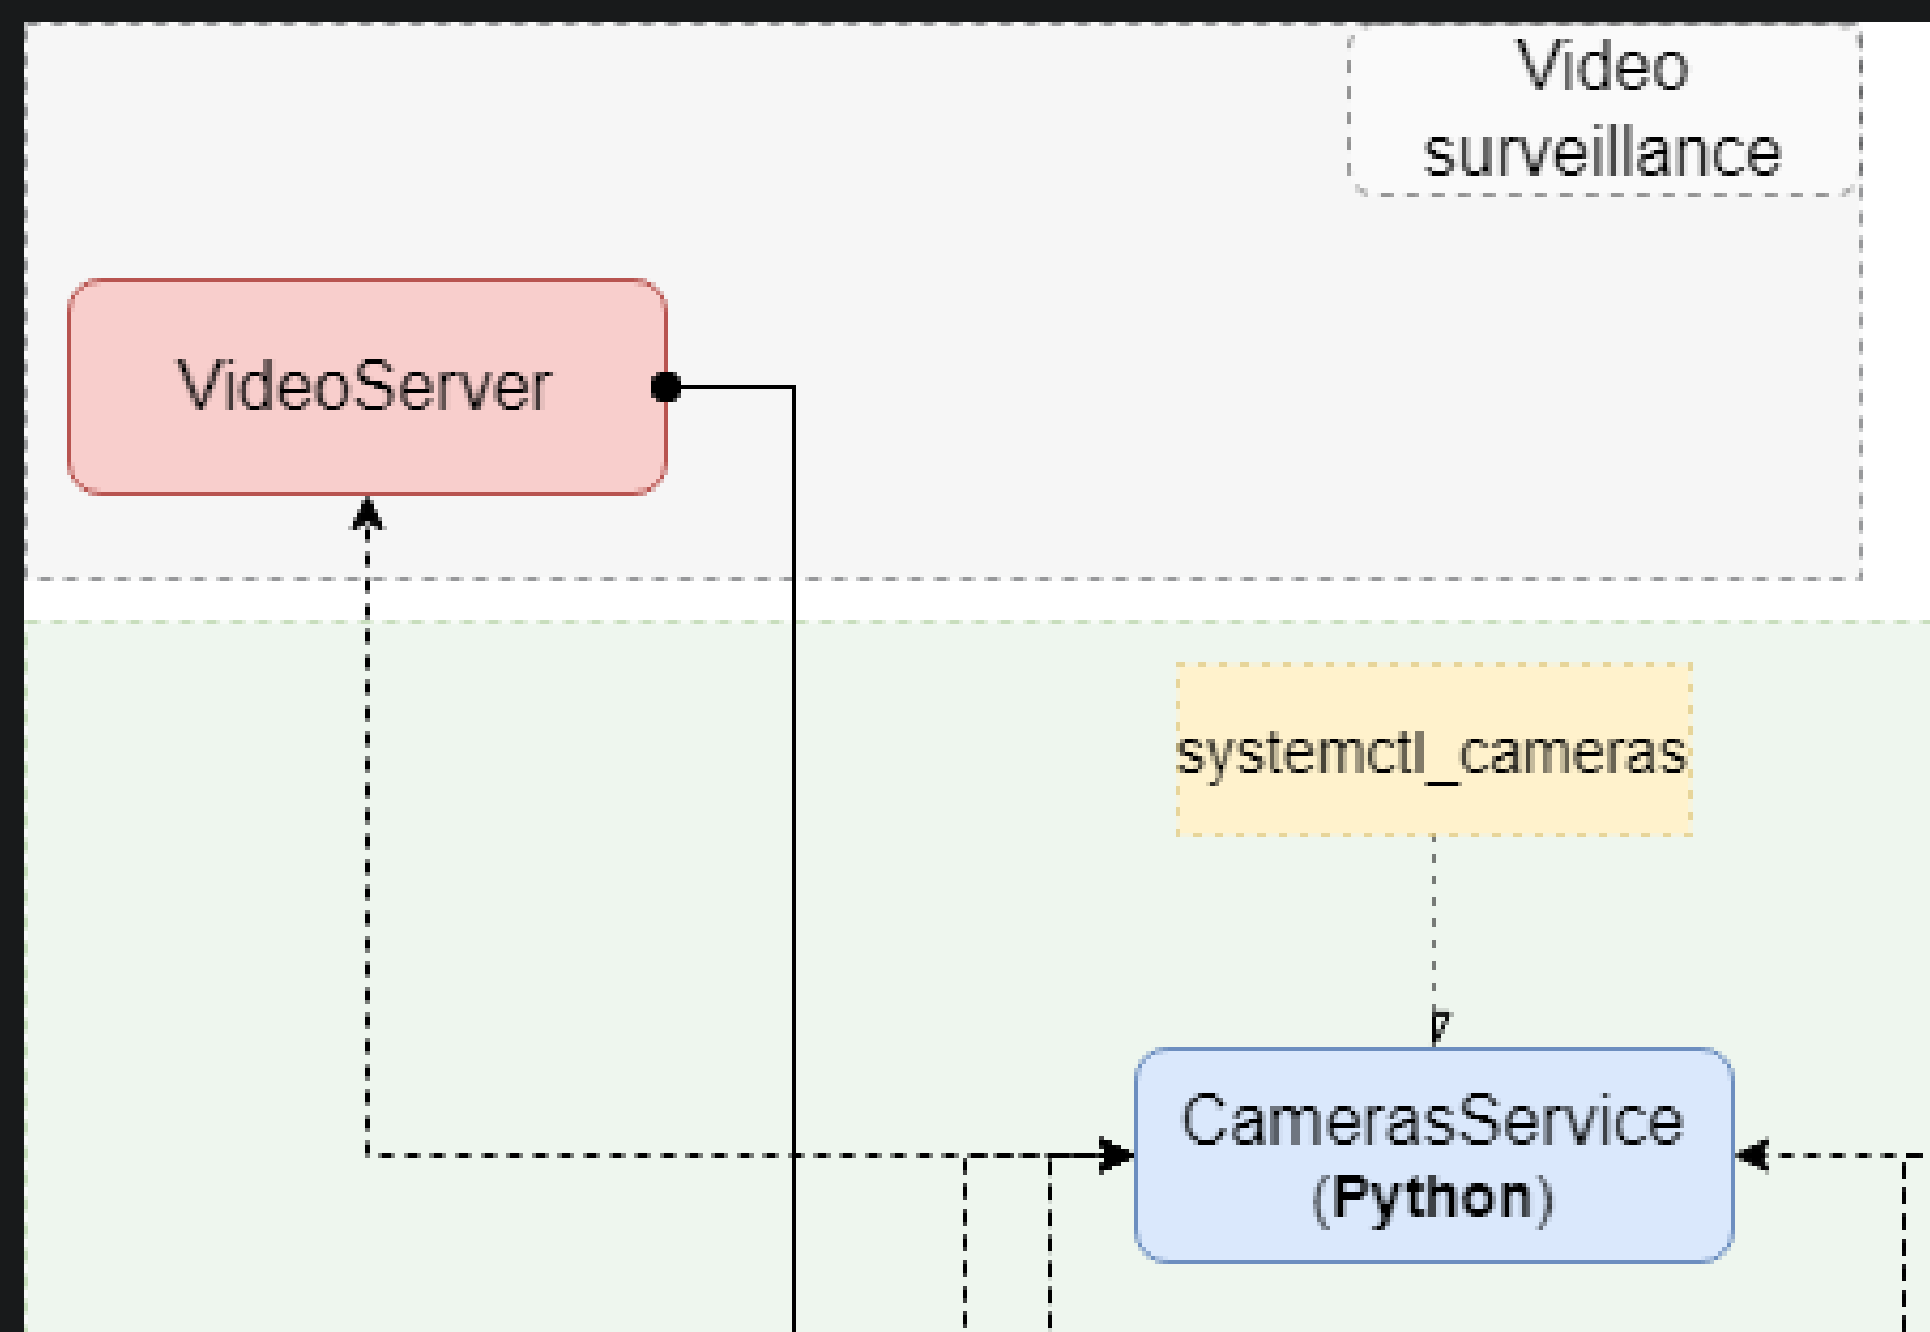 Video
surveillance
VideoServer
systemctl_cameras
CamerasService
(Python)